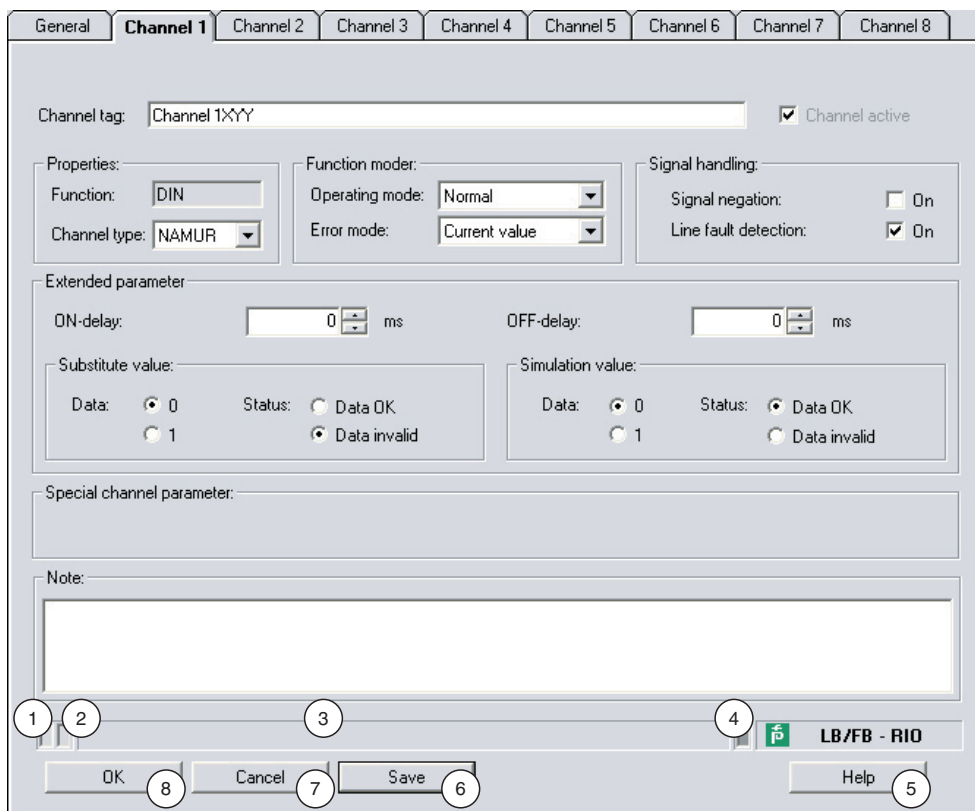 General Channel 1 Channel 2 Channel 3 Channel 4 Channel 5 Channel 6 Channel 7 Channel 8
Channel tag: Channel 1XYY Channel active
Properties: Function moder: Signal handling:
Function: DIN Operating mode: Normal Signal negation: On
Channel type: NAMUR Error mode: Current value Line fault detection: On
Extended parameter
ON-delay: 0 ms OFF-delay: 0 ms
Substitute value: Simulation value:
Data: 0 Status: Data OK Data: 0 Status: Data OK
1 Data invalid 1 Data invalid
Special channel parameter:
Note:
1 2 3 4 LB/FB - RIO
OK 8 Cancel 7 Save 6 Help 5